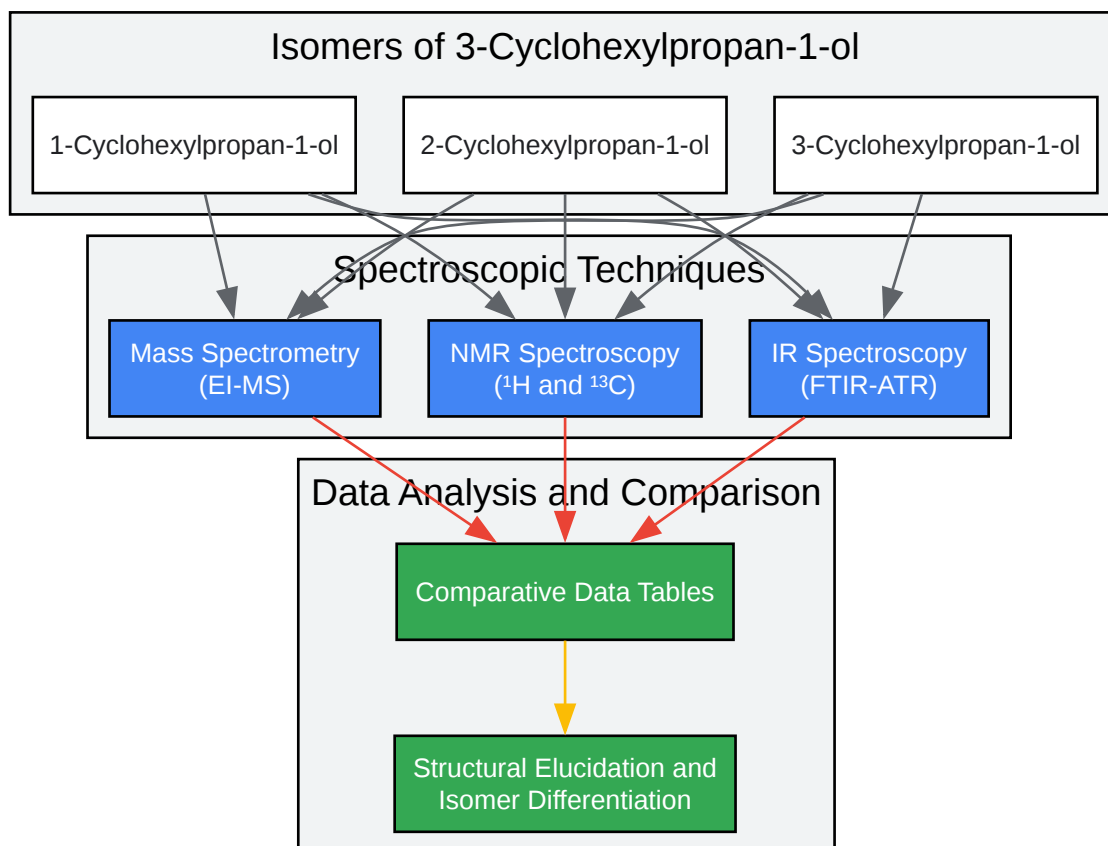 Isomers of 3-Cyclohexylpropan-1-ol
1-Cyclohexylpropan-1-ol
2-Cyclohexylpropan-1-ol
3-Cyclohexylpropan-1-ol
Spectroscopic Techniques
Mass Spectrometry
(EI-MS)
NMR Spectroscopy
(¹H and ¹³C)
IR Spectroscopy
(FTIR-ATR)
Data Analysis and Comparison
Comparative Data Tables
Structural Elucidation and
Isomer Differentiation